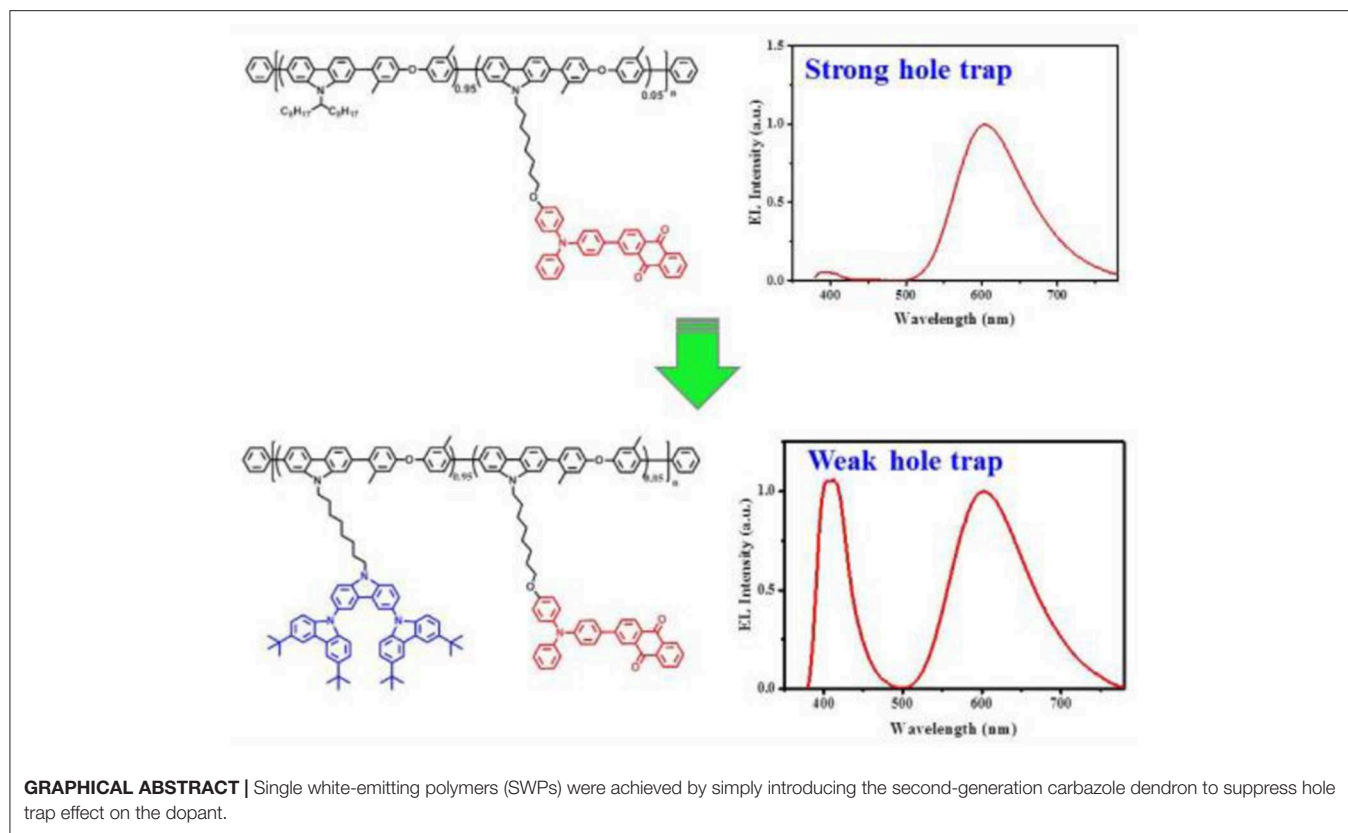 0.95
0.05
n
N
C₈H₁₇
C₈H₁₇
N
O
O
O
N
O
O
Strong hole trap
EL Intensity (a.u.)
1.5
1.0
0.5
0.0
400
500
600
700
Wavelength (nm)
0.95
0.05
n
O
O
N
N
N
N
N
O
N
O
O
Weak hole trap
EL Intensity (a.u.)
1.0
0.5
0.0
400
500
600
700
Wavelength (nm)
GRAPHICAL ABSTRACT | Single white-emitting polymers (SWPs) were achieved by simply introducing the second-generation carbazole dendron to suppress hole
trap effect on the dopant.